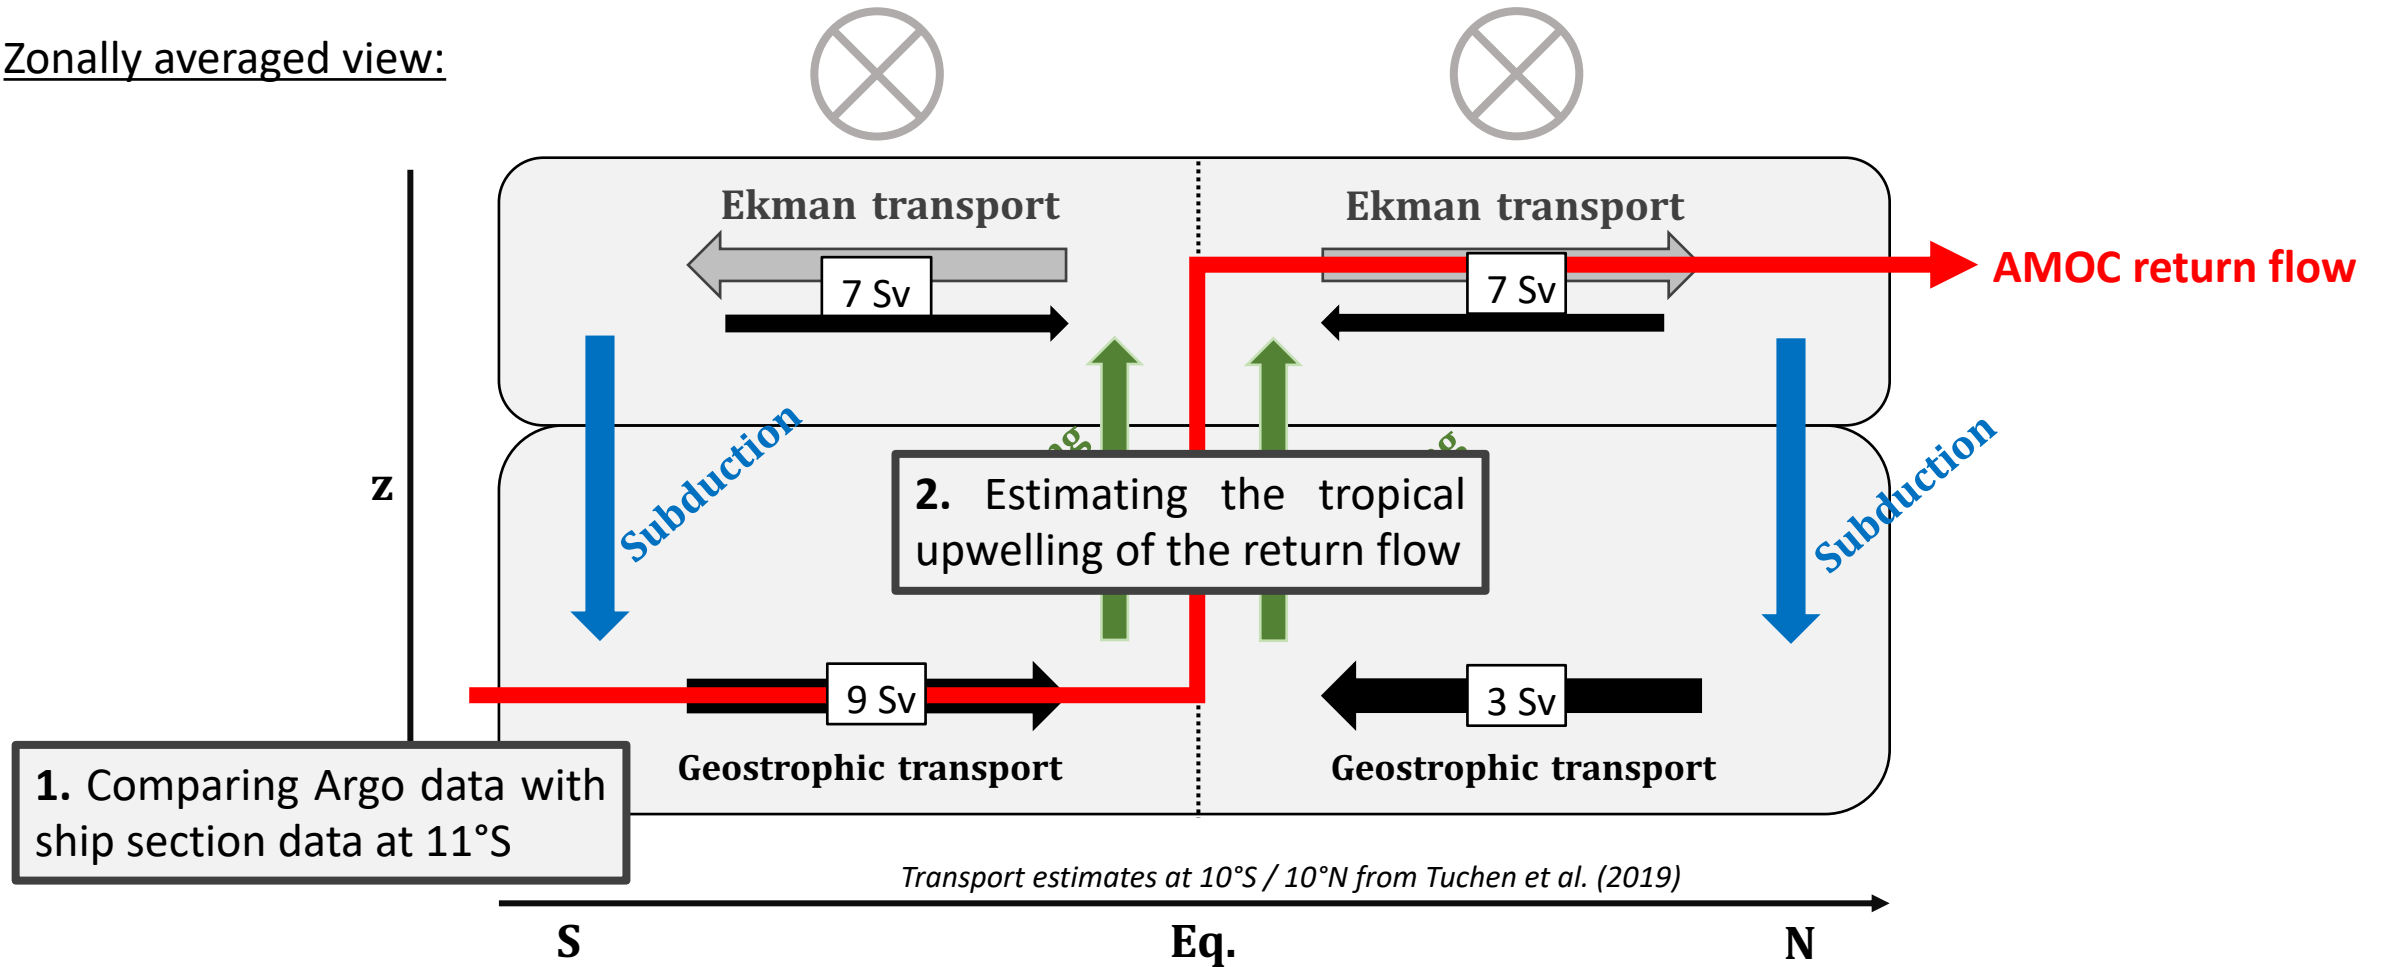 Zonally averaged view:
Ekman transport
Ekman transport
7 Sv
7 Sv
AMOC return flow
z
Subduction
Subduction
2. Estimating the tropical
upwelling of the return flow
9 Sv
3 Sv
Geostrophic transport
Geostrophic transport
1. Comparing Argo data with
ship section data at 11°S
Transport estimates at 10°S / 10°N from Tuchen et al. (2019)
S
Eq.
N